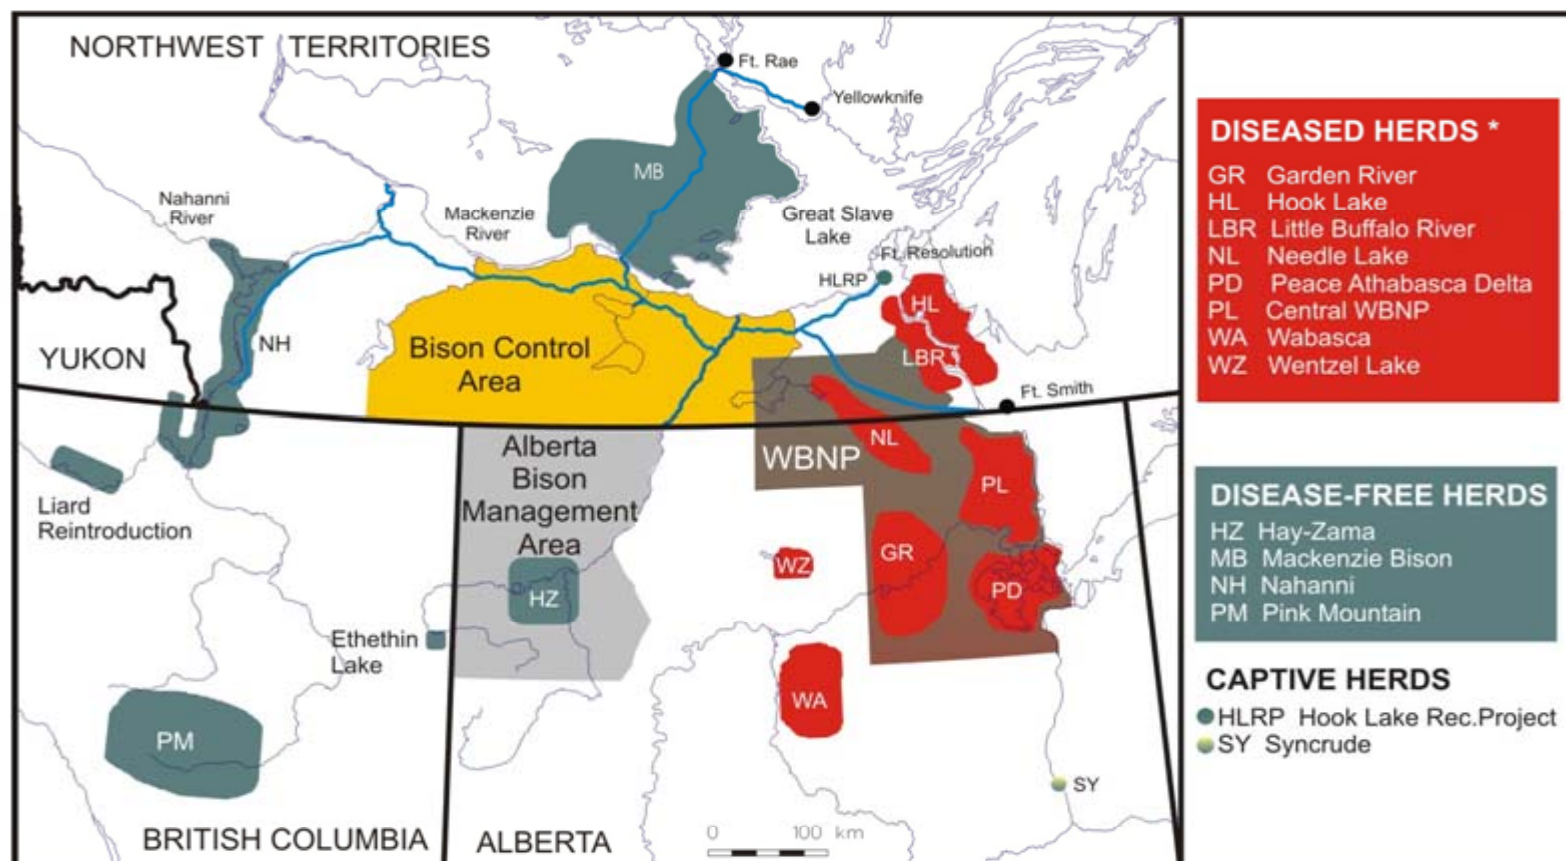 NORTHWEST TERRITORIES
Ft. Rae
Yellowknife
MB
Nahanni
River
Mackenzie
River
Great Slave
Lake
Ft. Resolution
HLRP
HL
NH
YUKON
Bison Control
Area
LBR
Ft. Smith
NL
WBNP
Alberta
Bison
Management
Area
PL
Liard
Reintroduction
GR
WZ
PD
HZ
Ethethin
Lake
WA
PM
SY
BRITISH COLUMBIA
ALBERTA
0 100 km
DISEASED HERDS *
GR Garden River
HL Hook Lake
LBR Little Buffalo River
NL Needle Lake
PD Peace Athabasca Delta
PL Central WBNP
WA Wabasca
WZ Wentzel Lake
DISEASE-FREE HERDS
HZ Hay-Zama
MB Mackenzie Bison
NH Nahanni
PM Pink Mountain
CAPTIVE HERDS
HLRP Hook Lake Rec.Project
SY Syncrude